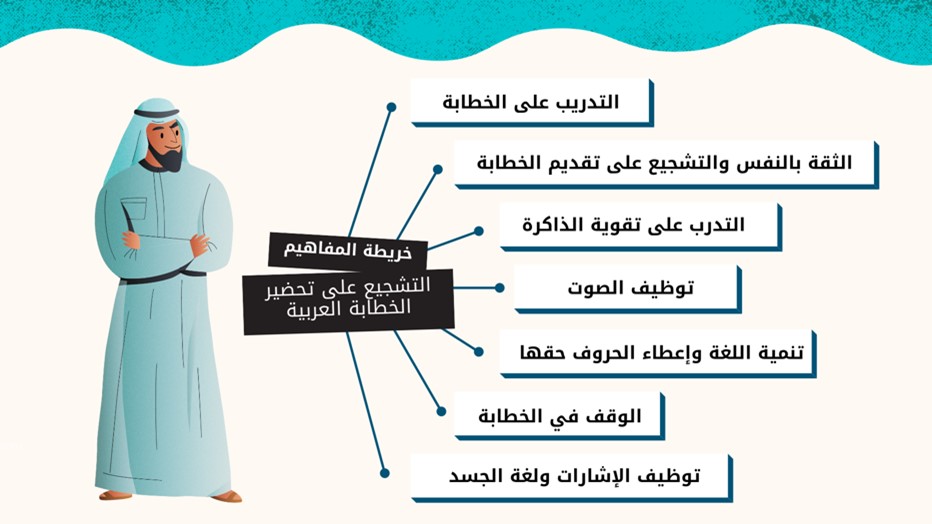 التدريب على الخطابة
الثقة بالنفس والتشجيع على تقديم الخطابة
التدرب على تقوية الذاكرة
خريطة المفاهيم
التشجيع على تحضير
الخطابة العربية
توظيف الصوت
تنمية اللغة وإعطاء الحروف حقها
الوقف في الخطابة
توظيف الإشارات ولغة الجسد